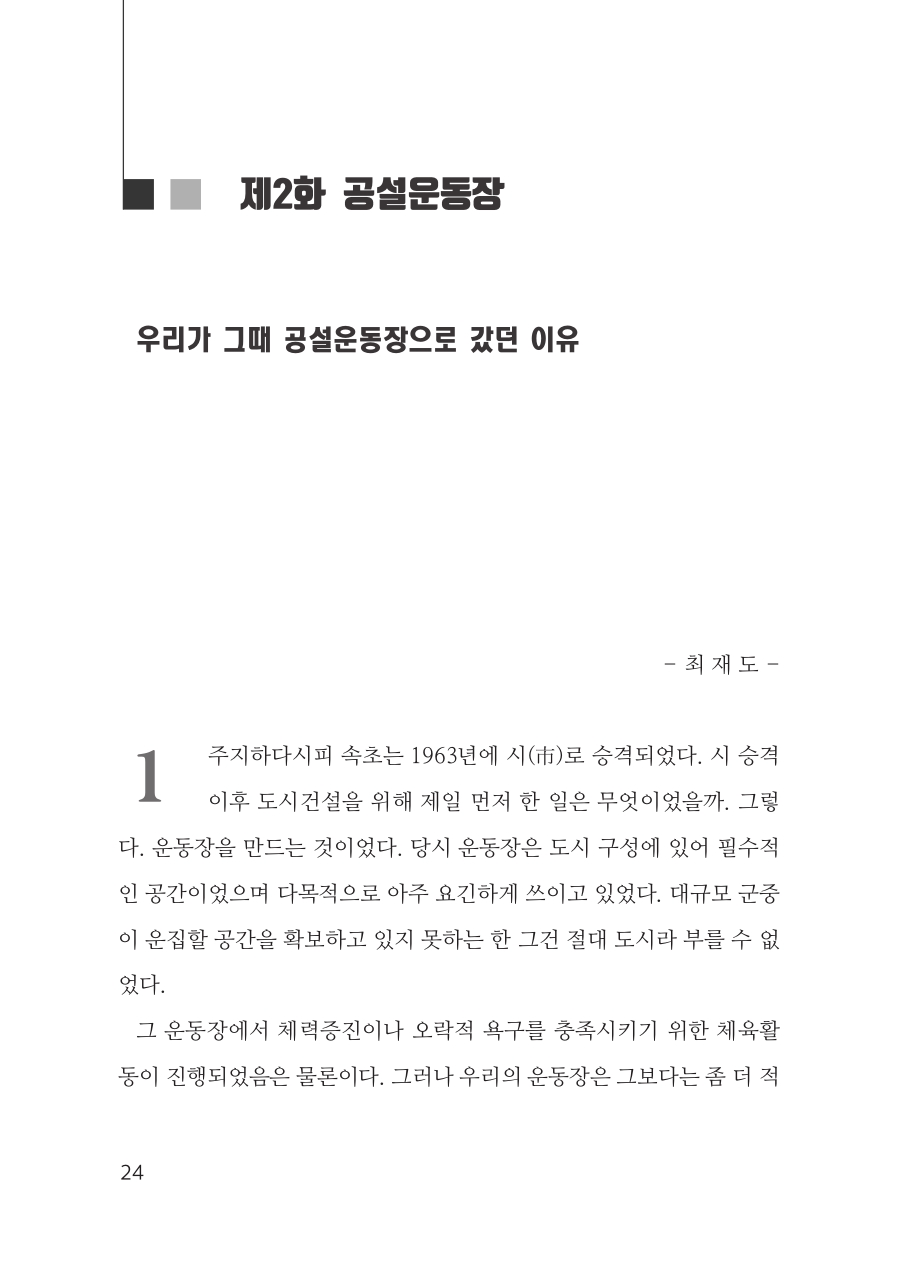 제2화 공설운동장
우리가 그때 공설운동장으로 갔던 이유
- 최 재 도 -
1
주지하다시피 속초는 1963년에 시(市)로 승격되었다. 시 승격
이후 도시건설을 위해 제일 먼저 한 일은 무엇이었을까. 그렇
다. 운동장을 만드는 것이었다. 당시 운동장은 도시 구성에 있어 필수적
인 공간이었으며 다목적으로 아주 요긴하게 쓰이고 있었다. 대규모 군중
이 운집할 공간을 확보하고 있지 못하는 한 그건 절대 도시라 부를 수 없
었다.
그 운동장에서 체력증진이나 오락적 욕구를 충족시키기 위한 체육활
동이 진행되었음은 물론이다. 그러나 우리의 운동장은 그보다는 좀 더 적
24